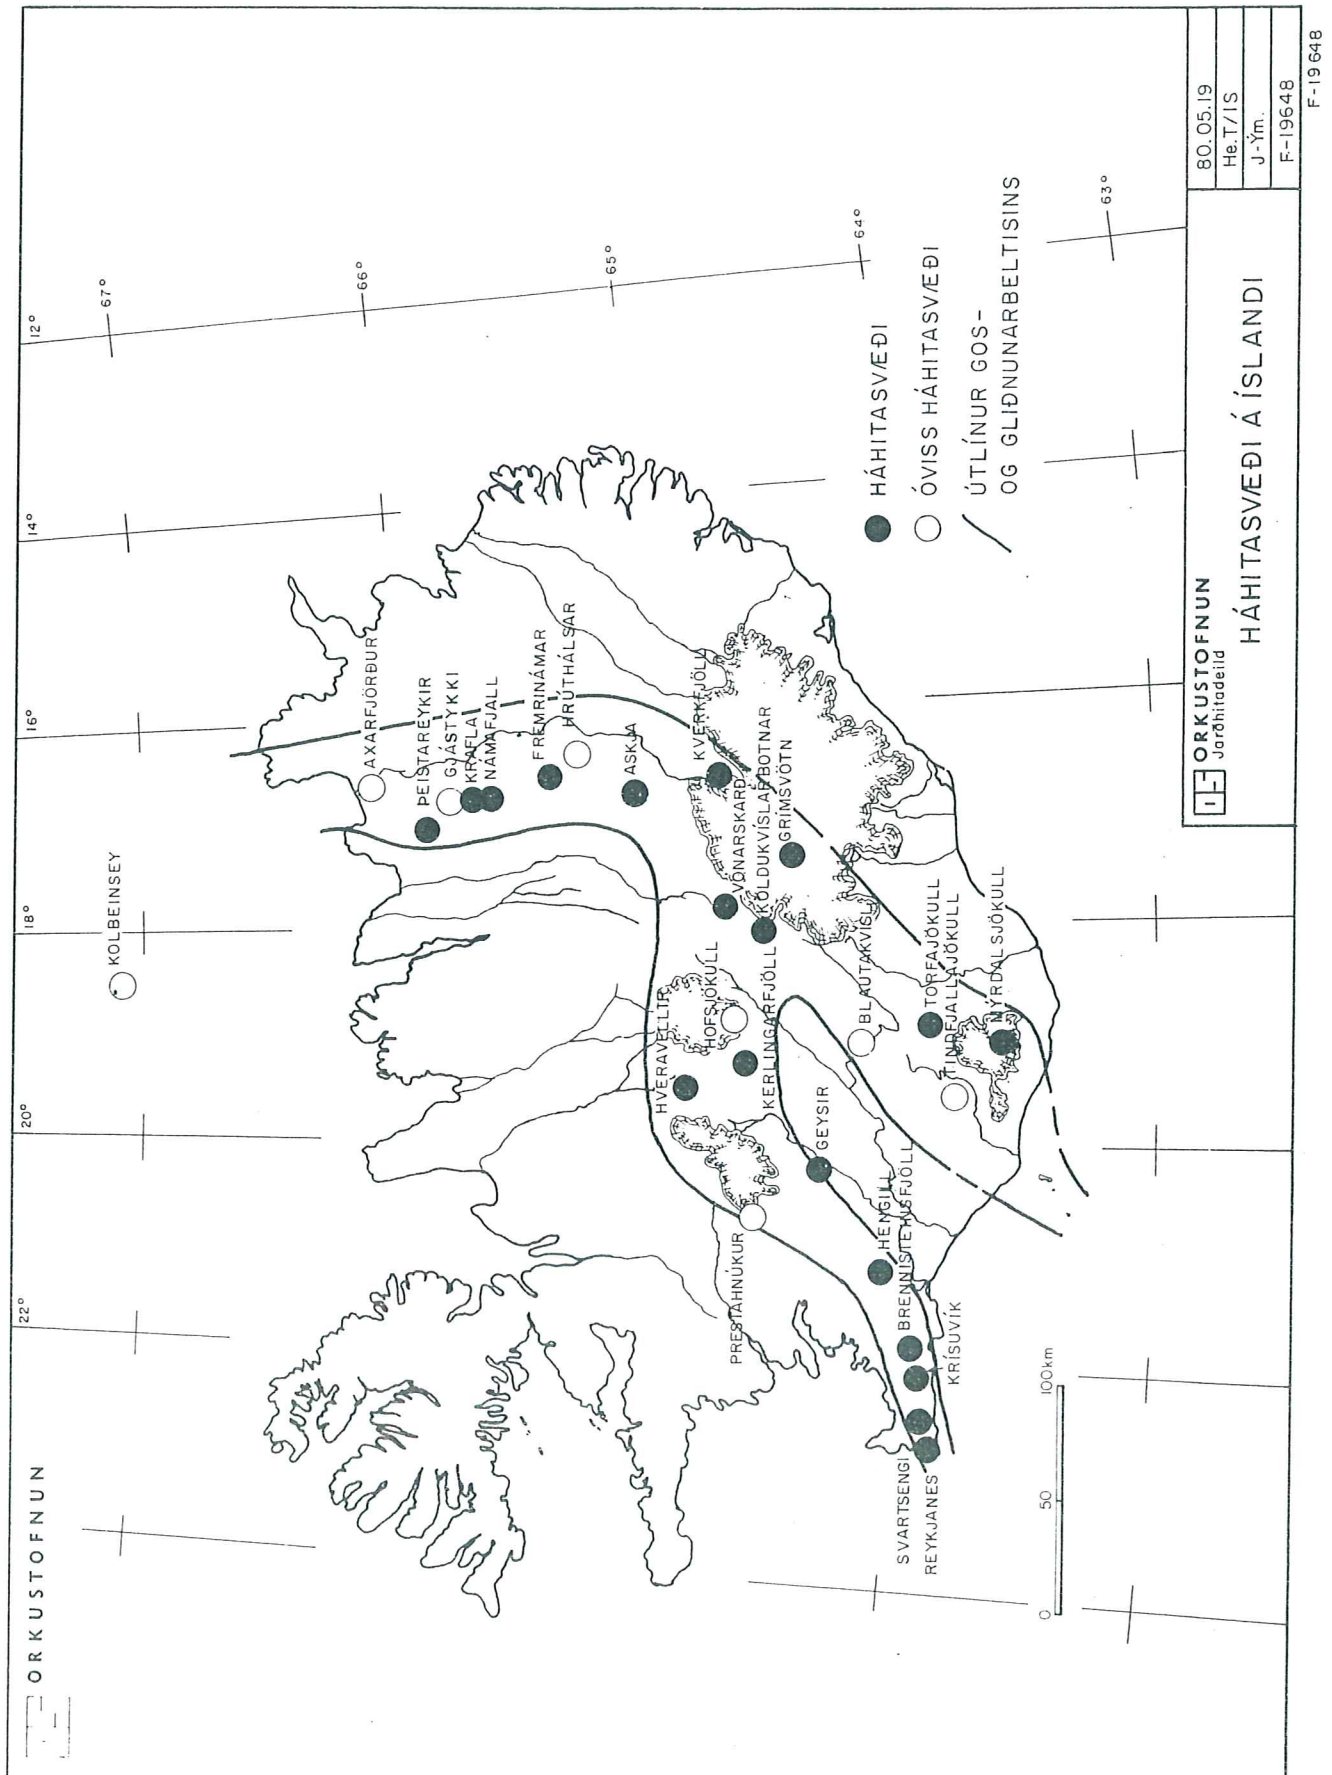 ORKUSTOFNUN
22°
20°
18°
16°
14°
12°
67°
66°
65°
64°
63°
KOLBEINSEY
AXARFJÖRÐUR
ÞEISTAREYKIR
GJÁSTYKKI
KRAFLA
NÁMAFJALL
FREMRINÁMAR
HRÚTHÁLSAR
ASKJA
KVERKFJÖLL
VONARSKARÐ
KÖLDUKVÍSLARBOTNAR
GRÍMSVÖTN
HVERAVELLIR
HOFSJÖKULL
KERLINGARFJÖLL
BLAUTAKVÍSL
TORFAJÖKULL
TINDFJALLAJÖKULL
MÝRDALSJÖKULL
PRESTAHNÚKUR
GEYSIR
HENGILL
BRENNISTEINSFJÖLL
KRÍSUVÍK
SVARTSENGI
REYKJANES
0 50 100km
HÁHITASVÆÐI
ÓVISS HÁHITASVÆÐI
ÚTLÍNUR GOS-
OG GLIÐNUNARBELTISINS
ORKUSTOFNUN
Jarðhitadeild
HÁHITASVÆÐI Á ÍSLANDI
80.05.19
He.T/IS
J-Ým.
F-19648
F-19648